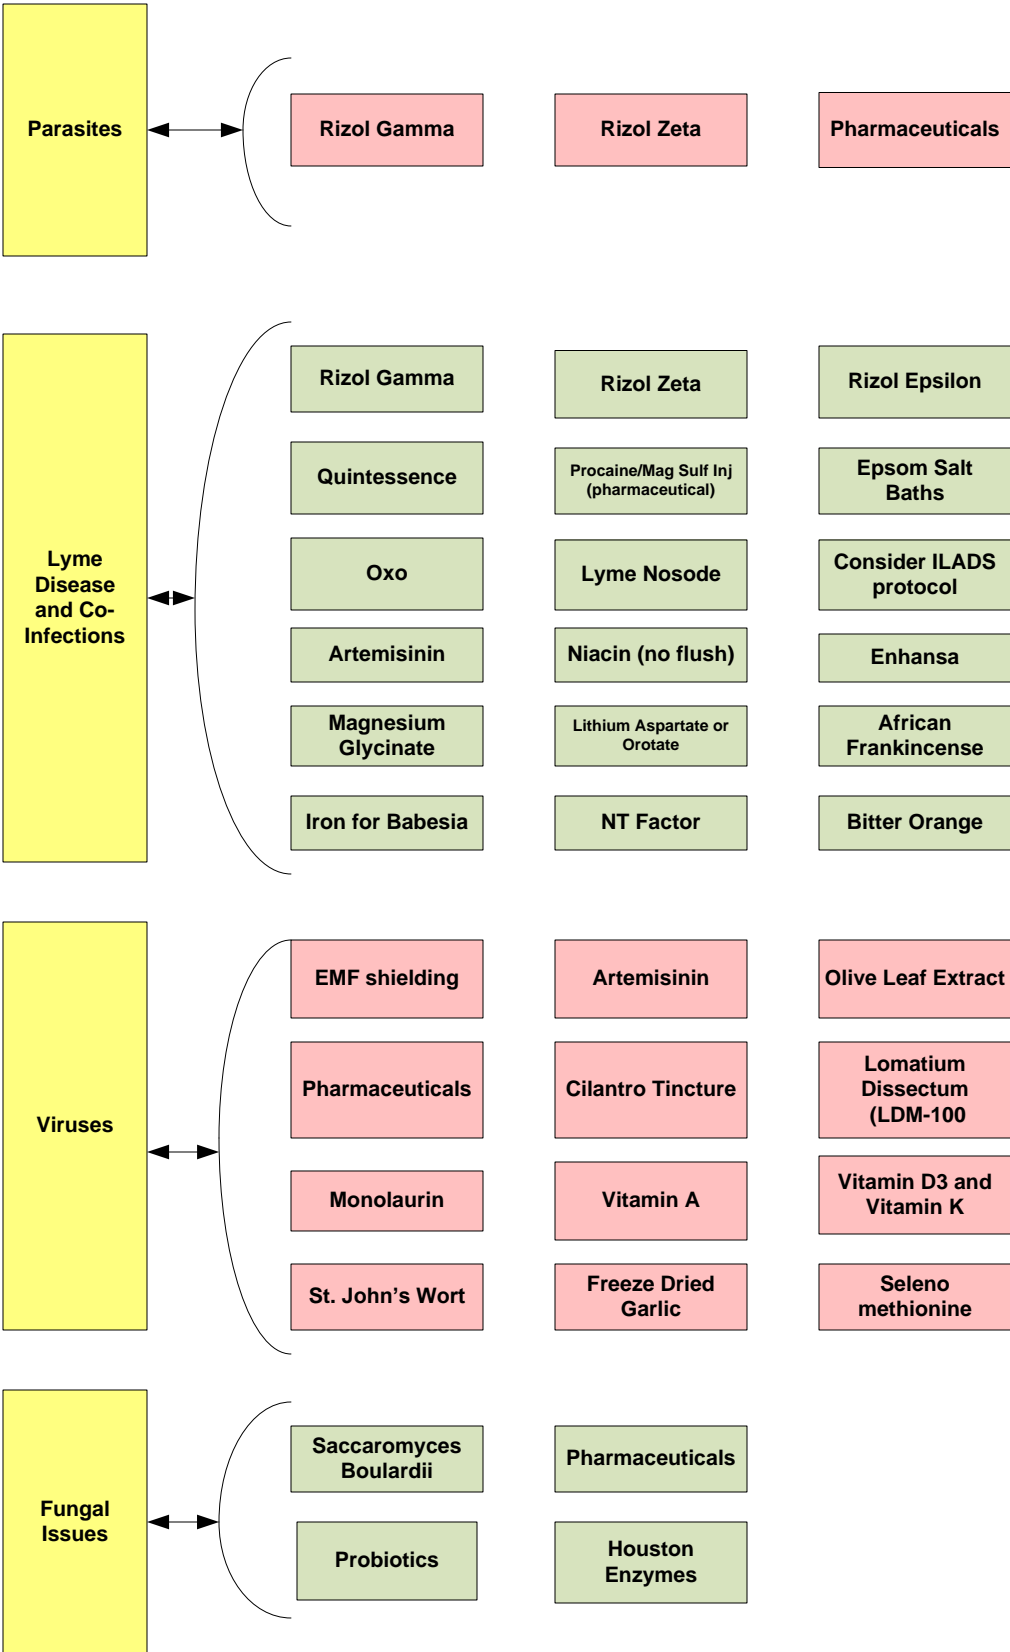 Parasites
Rizol Gamma
Rizol Zeta
Pharmaceuticals
Lyme
Disease
and Co-
Infections
Rizol Gamma
Rizol Zeta
Rizol Epsilon
Quintessence
Procaine/Mag Sulf Inj
(pharmaceutical)
Epsom Salt
Baths
Oxo
Lyme Nosode
Consider ILADS
protocol
Artemisinin
Niacin (no flush)
Enhansa
Magnesium
Glycinate
Lithium Aspartate or
Orotate
African
Frankincense
Iron for Babesia
NT Factor
Bitter Orange
Viruses
EMF shielding
Artemisinin
Olive Leaf Extract
Pharmaceuticals
Cilantro Tincture
Lomatium
Dissectum
(LDM-100
Monolaurin
Vitamin A
Vitamin D3 and
Vitamin K
St. John's Wort
Freeze Dried
Garlic
Seleno
methionine
Fungal
Issues
Saccaromyces
Boulardii
Pharmaceuticals
Probiotics
Houston
Enzymes